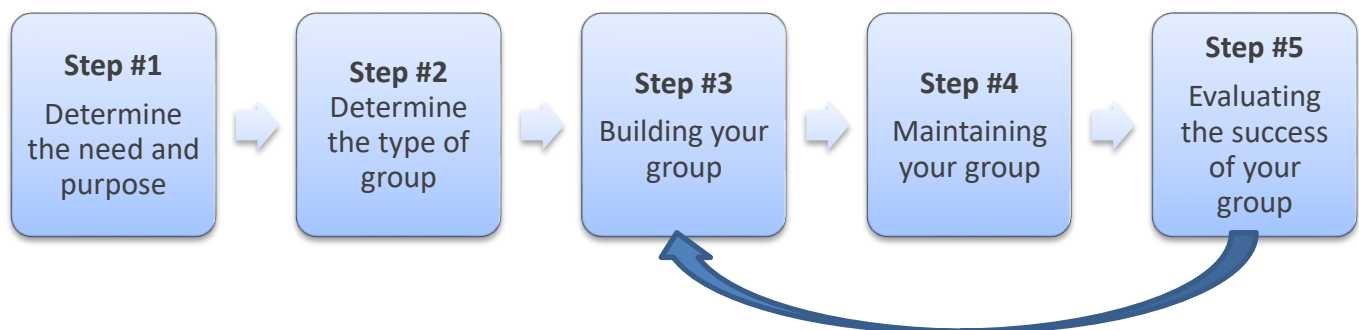 Step #1
Determine
the need and
purpose
Step #2
Determine
the type of
group
Step #3
Building your
group
Step #4
Maintaining
your group
Step #5
Evaluating
the success
of your
group